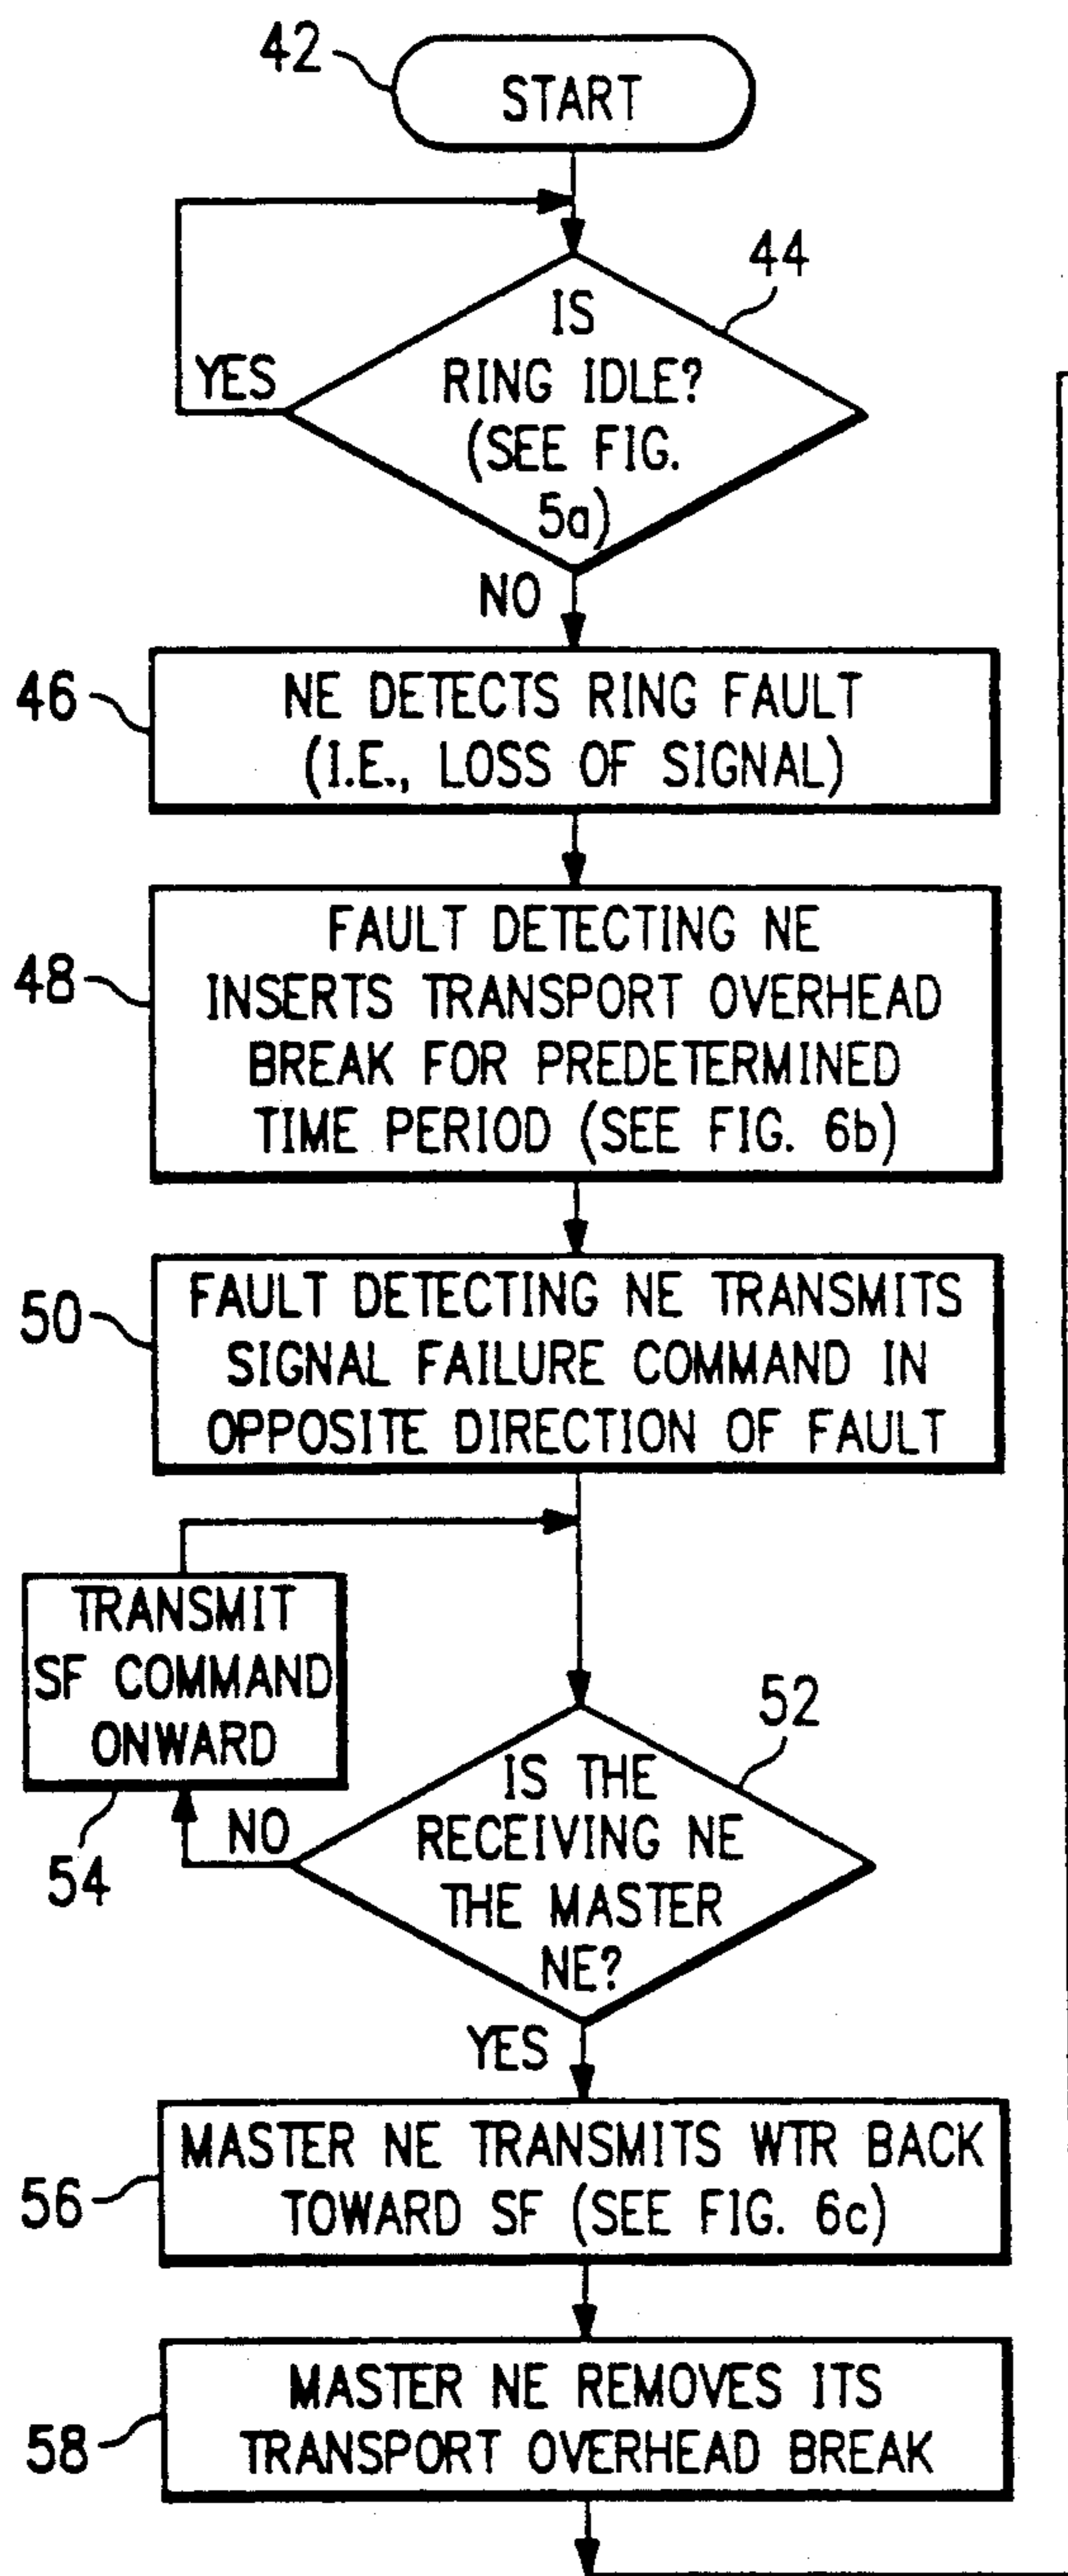 42
START
44
IS
RING IDLE?
(SEE FIG.
5a)
YES
NO
46
NE DETECTS RING FAULT
(I.E., LOSS OF SIGNAL)
48
FAULT DETECTING NE
INSERTS TRANSPORT OVERHEAD
BREAK FOR PREDETERMINED
TIME PERIOD (SEE FIG. 6b)
50
FAULT DETECTING NE TRANSMITS
SIGNAL FAILURE COMMAND IN
OPPOSITE DIRECTION OF FAULT
TRANSMIT
SF COMMAND
ONWARD
54
NO
52
IS THE
RECEIVING NE
THE MASTER
NE?
YES
56
MASTER NE TRANSMITS WTR BACK
TOWARD SF (SEE FIG. 6c)
58
MASTER NE REMOVES ITS
TRANSPORT OVERHEAD BREAK